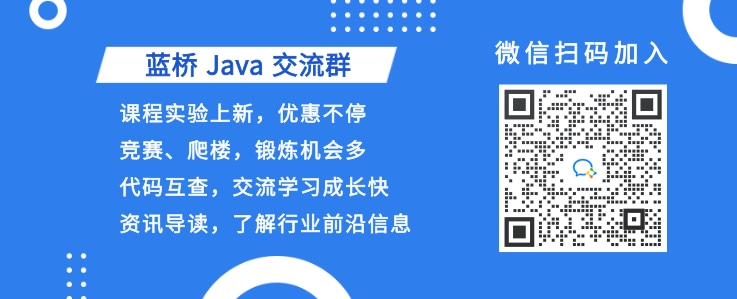 蓝桥 Java 交流群
课程实验上新，优惠不停
竞赛、爬楼，锻炼机会多
代码互查，交流学习成长快
资讯导读，了解行业前沿信息
微信扫码加入